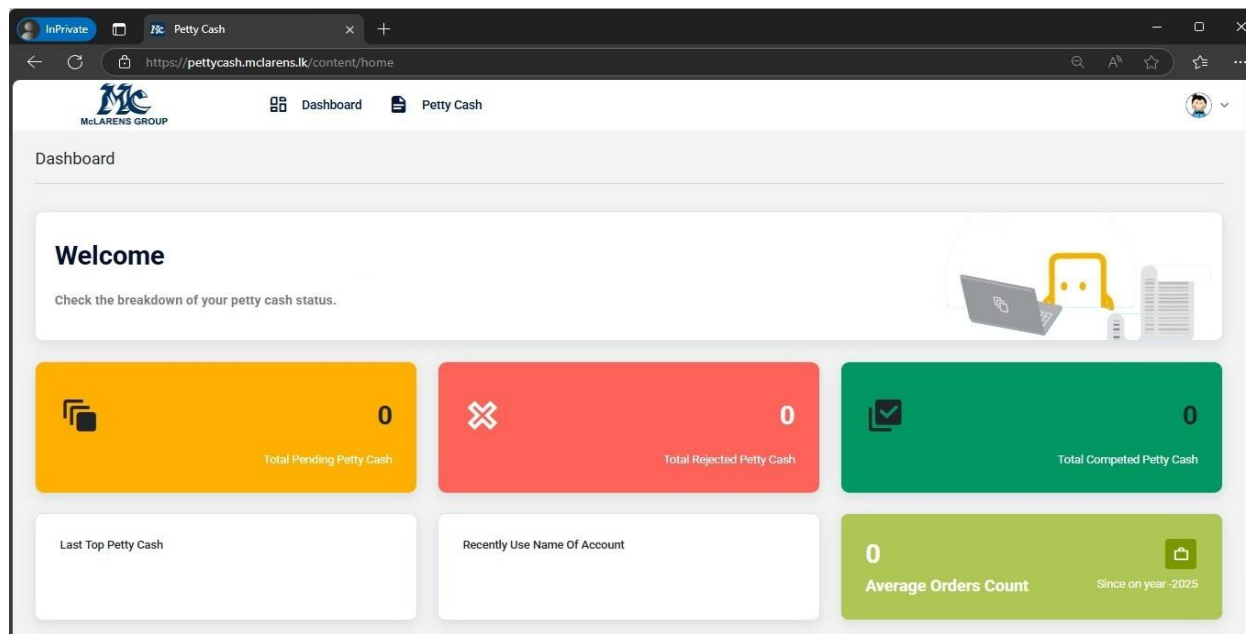 InPrivate
Petty Cash
https://pettycash.mclarens.lk/content/home
Mc
McLARENS GROUP
Dashboard
Petty Cash
Dashboard
Welcome
Check the breakdown of your petty cash status.
0
Total Pending Petty Cash
0
Total Rejected Petty Cash
0
Total Competed Petty Cash
Last Top Petty Cash
Recently Use Name Of Account
0
Average Orders Count
Since on year -2025